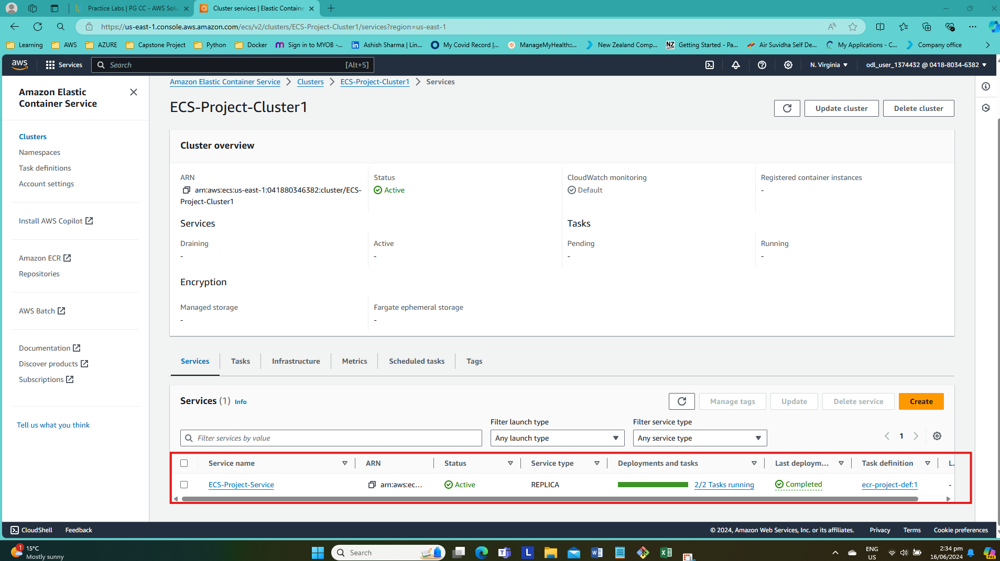 Practice Labs | PG CC - AWS Solu
Cluster services | Elastic Containe
https://us-east-1.console.aws.amazon.com/ecs/v2/clusters/ECS-Project-Cluster1/services?region=us-east-1
Learning AWS AZURE Capstone Project Python Docker Sign in to MYOB -... Ashish Sharma | Lin... My Covid Record |... ManageMyHealth::... New Zealand Comp... NZ Getting Started - Pa... Air Suvidha Self De... My Applications - C... Company office
aws Services Search [Alt+S] N. Virginia odl_user_1374432 @ 0418-8034-6382
Amazon Elastic
Container Service
Clusters
Namespaces
Task definitions
Account settings
Install AWS Copilot
Amazon ECR
Repositories
AWS Batch
Documentation
Discover products
Subscriptions
Tell us what you think
Amazon Elastic Container Service Clusters ECS-Project-Cluster1 Services
ECS-Project-Cluster1
Update cluster Delete cluster
Cluster overview
ARN
arn:aws:ecs:us-east-1:041880346382:cluster/ECS-
Project-Cluster1
Status
Active
CloudWatch monitoring
Default
Registered container instances
-
Services
Draining
-
Active
-
Tasks
Pending
-
Running
-
Encryption
Managed storage
-
Fargate ephemeral storage
-
Services Tasks Infrastructure Metrics Scheduled tasks Tags
Services (1) Info
Manage tags Update Delete service Create
Filter services by value
Filter launch type
Any launch type
Filter service type
Any service type
1
Service name ARN Status Service type Deployments and tasks Last deploym... Task definition L.
ECS-Project-Service arn:aws:ec... Active REPLICA 2/2 Tasks running Completed ecr-project-def:1 -
CloudShell Feedback © 2024, Amazon Web Services, Inc. or its affiliates. Privacy Terms Cookie preferences
1
15°C
Mostly sunny
Search
ENG
US
2:34 pm
16/06/2024
PRE